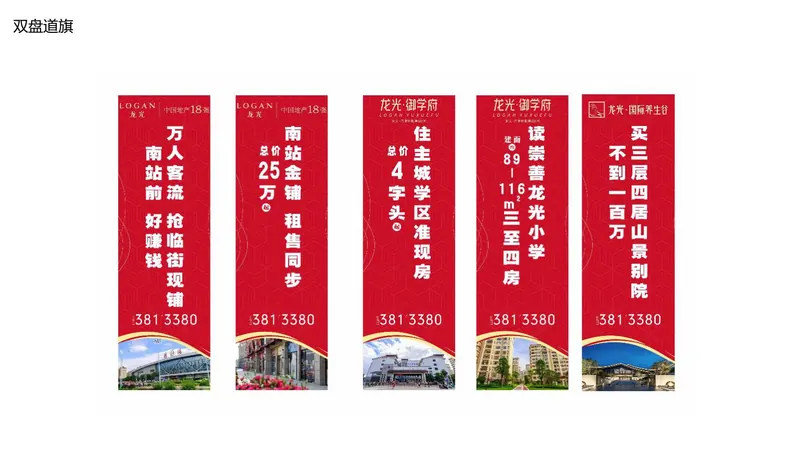 双盘道旗
LOGAN
龙光
中国地产18强
万人客流 抢临街现铺
南站前 好赚钱
381 3380
LOGAN
龙光
中国地产18强
南站金铺 租售同步
总价25万起
381 3380
龙光·御学府
LOGAN YUXUEFU
住主城学区准现房
总价4字头起
381 3380
龙光·御学府
LOGAN YUXUEFU
读崇善龙光小学
建面约89-116m²三至四房
381 3380
龙光·国际养生谷
买三层四居山景别院
不到一百万
381 3380